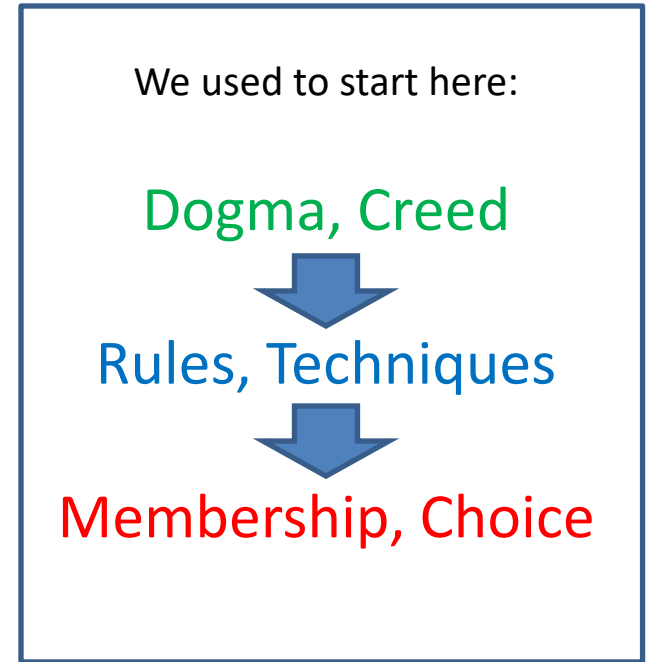 We used to start here:
Dogma, Creed
Rules, Techniques
Membership, Choice